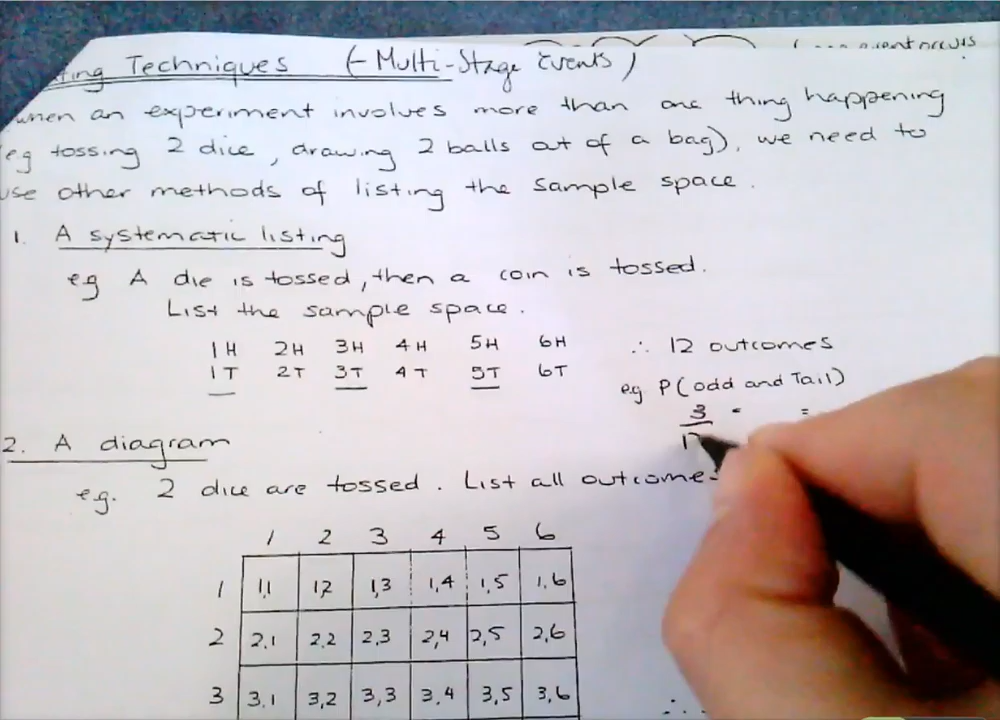 Techniques (- Multi-Stage Events)
an experiment involves more than one thing happening
eg tossing 2 dice, drawing 2 balls out of a bag), we need to
use other methods of listing the sample space.
1. A systematic listing
eg A die is tossed, then a coin is tossed.
List the sample space.
1H 2H 3H 4H 5H 6H ∴ 12 outcomes
1T 2T 3T 4T 5T 6T eg P(odd and Tail)
3 =
2. A diagram
eg. 2 dice are tossed. List all
1 2 3 4 5 6
1 1,1 1,2 1,3 1,4 1,5 1,6
2 2,1 2,2 2,3 2,4 2,5 2,6
3 3,1 3,2 3,3 3,4 3,5 3,6
∴